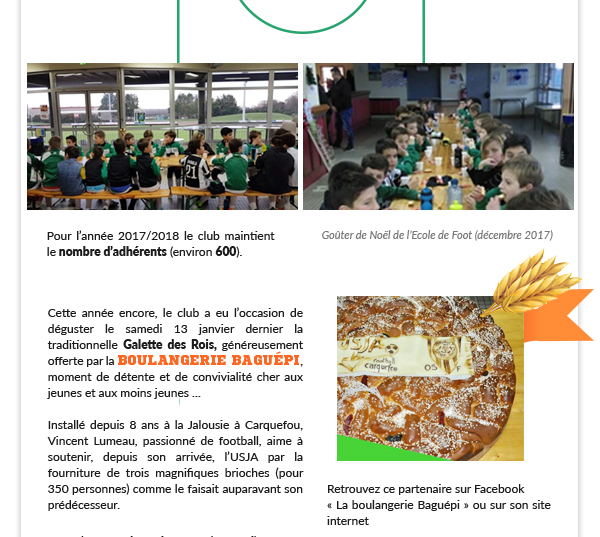 21
Pour l'année 2017/2018 le club maintient
le nombre d'adhérents (environ 600).
Goûter de Noël de l'Ecole de Foot (décembre 2017)
Cette année encore, le club a eu l'occasion de
déguster le samedi 13 janvier dernier la
traditionnelle Galette des Rois, généreusement
offerte par la BOULANGERIE BAGUÉPI,
moment de détente et de convivialité cher aux
jeunes et aux moins jeunes ...
Installé depuis 8 ans à la Jalousie à Carquefou,
Vincent Lumeau, passionné de football, aime à
soutenir, depuis son arrivée, l'USJA par la
fourniture de trois magnifiques brioches (pour
350 personnes) comme le faisait auparavant son
prédécesseur.
USJA
football
carquefou
Retrouvez ce partenaire sur Facebook
« La boulangerie Baguépi » ou sur son site
internet